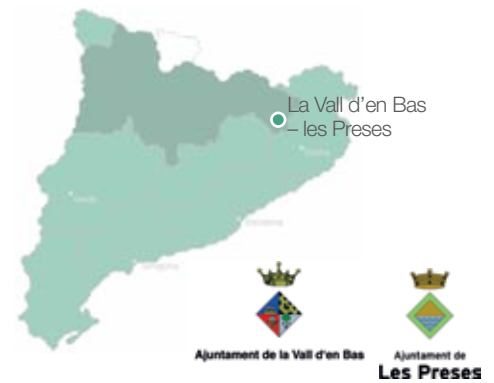 La Vall d'en Bas
– les Preses
Ajuntament de la Vall d'en Bas
Ajuntament de
Les Preses